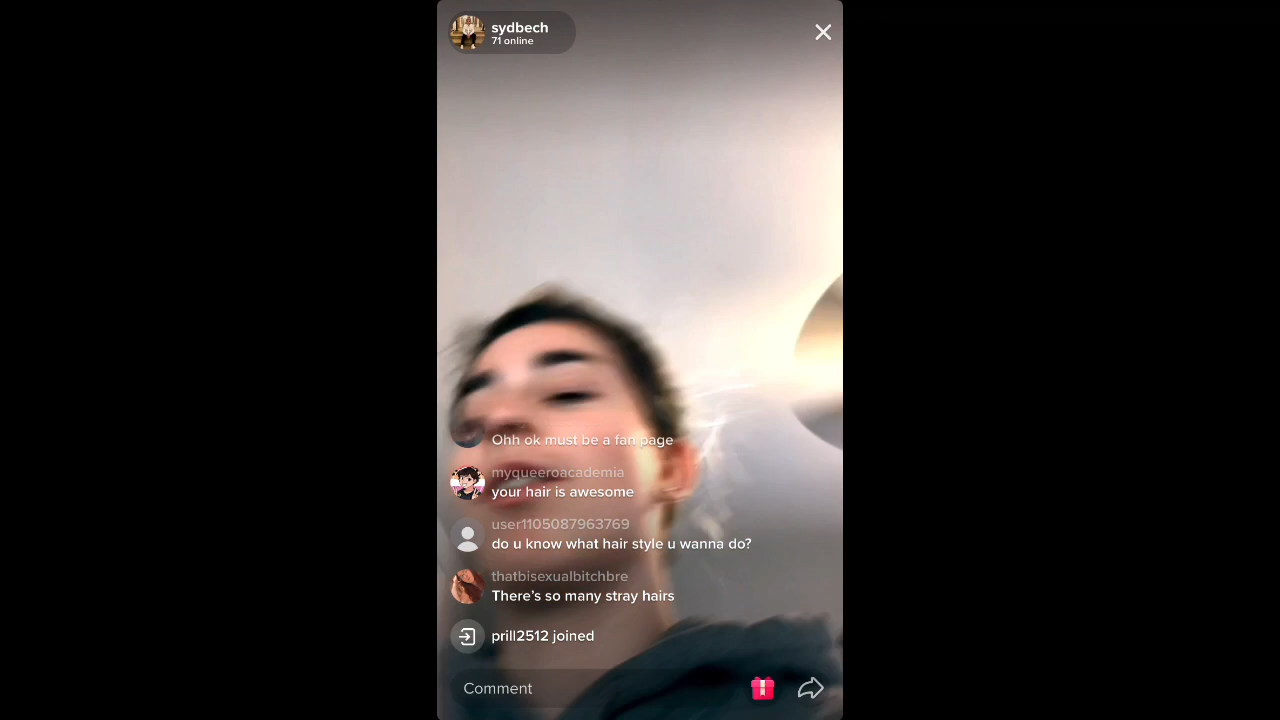 sydbech
71 online
Ohh ok must be a fan page
myqueeroacademia
your hair is awesome
user1105087963769
do u know what hair style u wanna do?
thatbisexualbitchbre
There's so many stray hairs
prill2512 joined
Comment